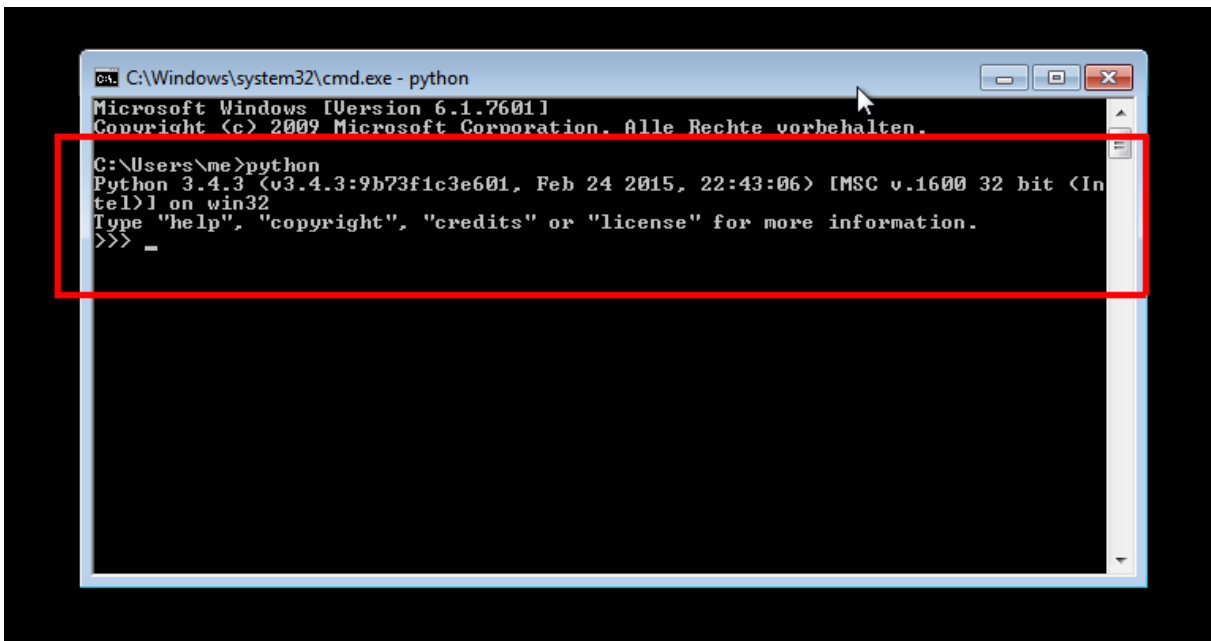 C:\Windows\system32\cmd.exe - python
Microsoft Windows [Version 6.1.7601]
Copyright (c) 2009 Microsoft Corporation. Alle Rechte vorbehalten.
C:\Users\me>python
Python 3.4.3 (v3.4.3:9b73f1c3e601, Feb 24 2015, 22:43:06) [MSC v.1600 32 bit (In
tel)] on win32
Type "help", "copyright", "credits" or "license" for more information.
>>> _